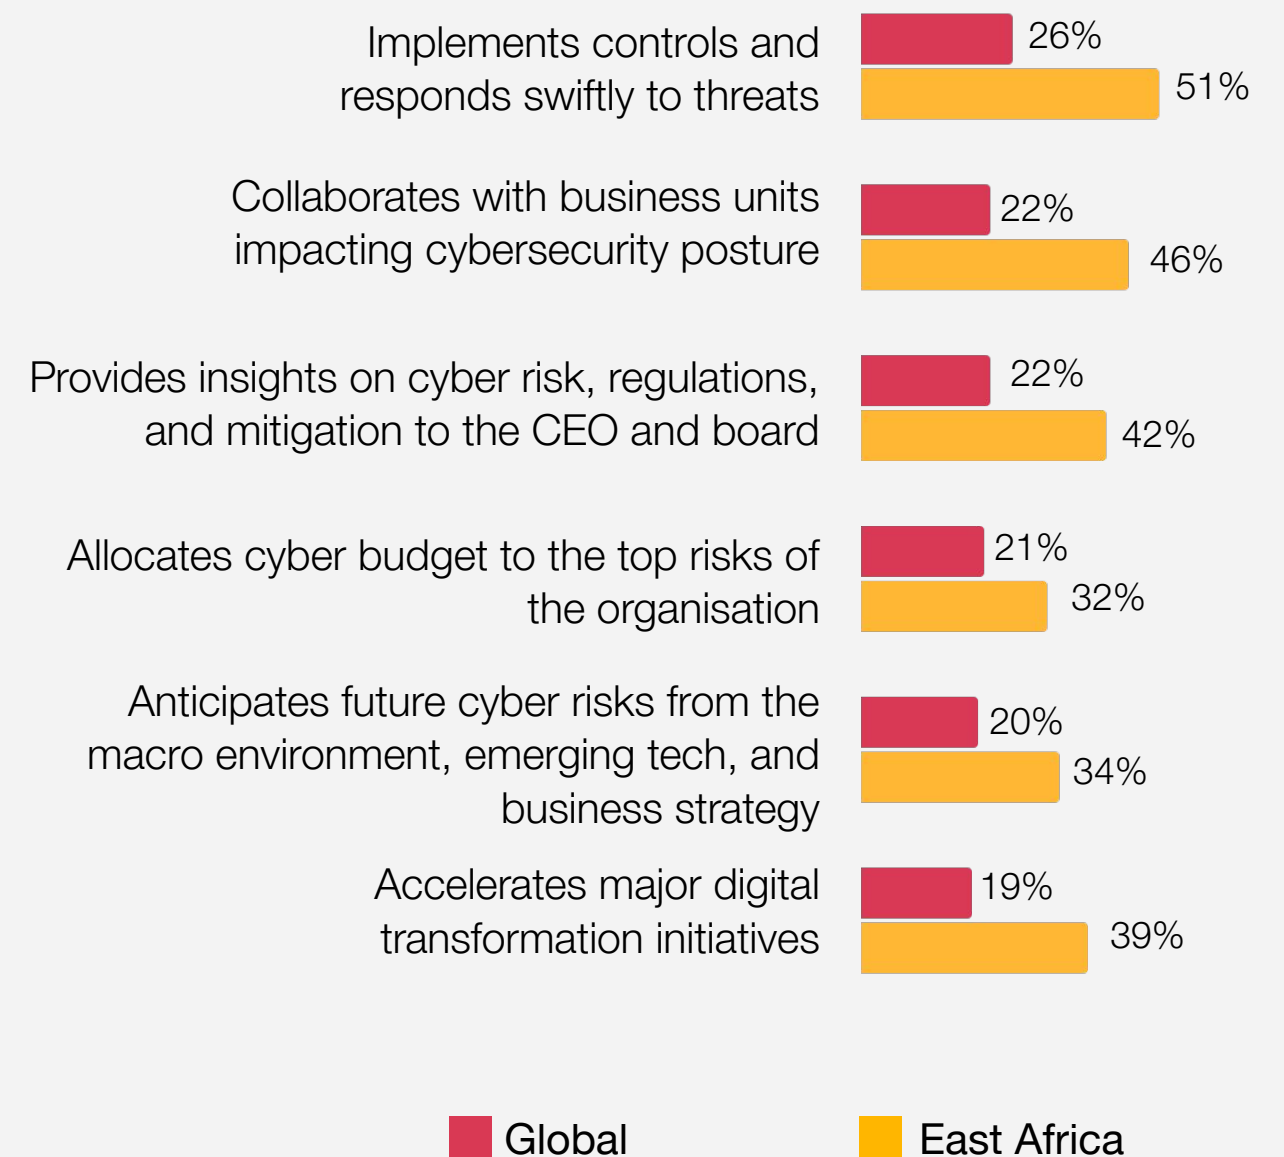 Implements controls and
responds swiftly to threats
26%
51%
Collaborates with business units
impacting cybersecurity posture
22%
46%
Provides insights on cyber risk, regulations,
and mitigation to the CEO and board
22%
42%
Allocates cyber budget to the top risks of
the organisation
21%
32%
Anticipates future cyber risks from the
macro environment, emerging tech, and
business strategy
20%
34%
Accelerates major digital
transformation initiatives
19%
39%
Global
East Africa